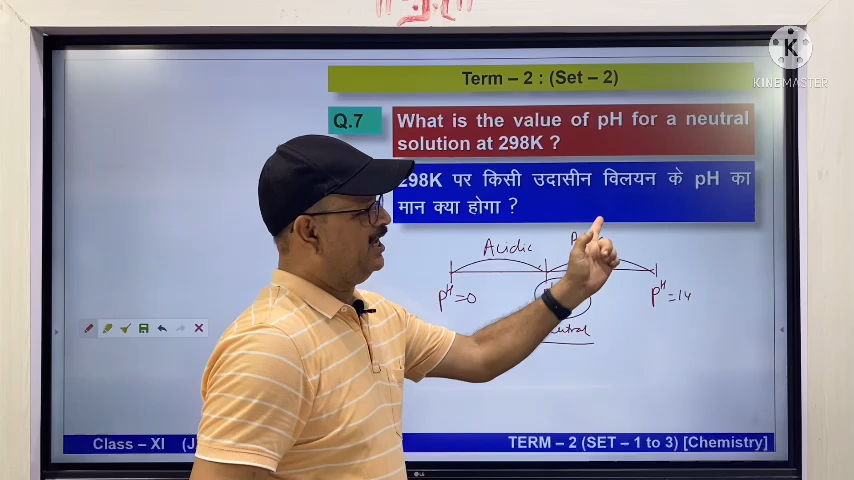 K
KINEMASTER
Term – 2 : (Set – 2)
Q.7
What is the value of pH for a neutral
solution at 298K ?
298K पर किसी उदासीन विलयन के pH का
मान क्या होगा ?
Acidic
pH = 0
pH = 14
Class – XI
TERM – 2 (SET – 1 to 3) [Chemistry]
LG